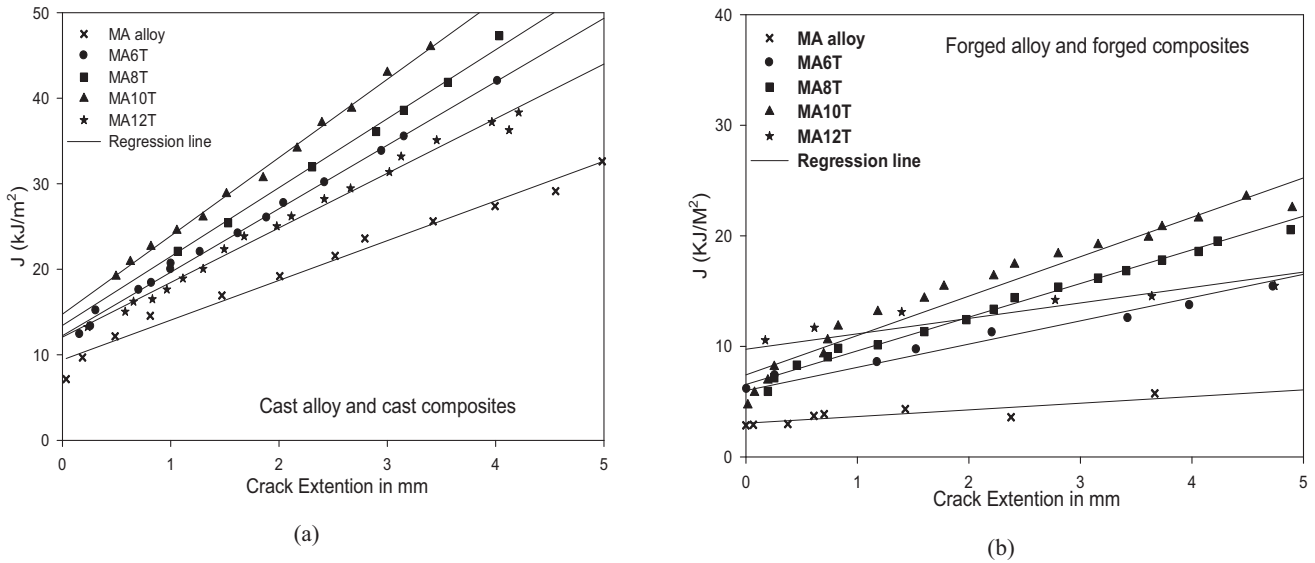 50
40
30
20
10
0
J (kJ/m²)
MA alloy
MA6T
MA8T
MA10T
MA12T
Regression line
Cast alloy and cast composites
0 1 2 3 4 5
Crack Extention in mm
(a)
40
30
20
10
0
J (KJ/M²)
MA alloy
MA6T
MA8T
MA10T
MA12T
Regression line
Forged alloy and forged composites
0 1 2 3 4 5
Crack Extention in mm
(b)